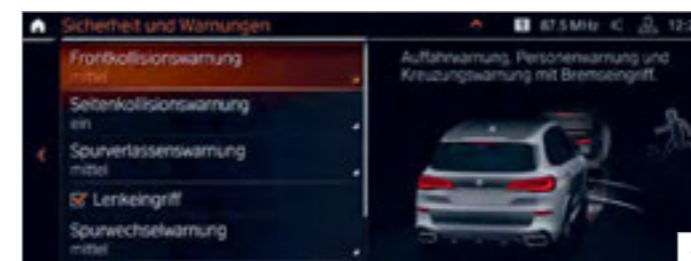 Sicherheit und Warnungen
87.5 MHz
Frontkollisionswarnung
mittel
Seitenkollisionswarnung
ein
Spurverlassenswarnung
mittel
Lenkeingriff
Spurwechselwarnung
mittel
Auffahrwarnung, Personenwarnung und
Kreuzungswarnung mit Bremseingriff.